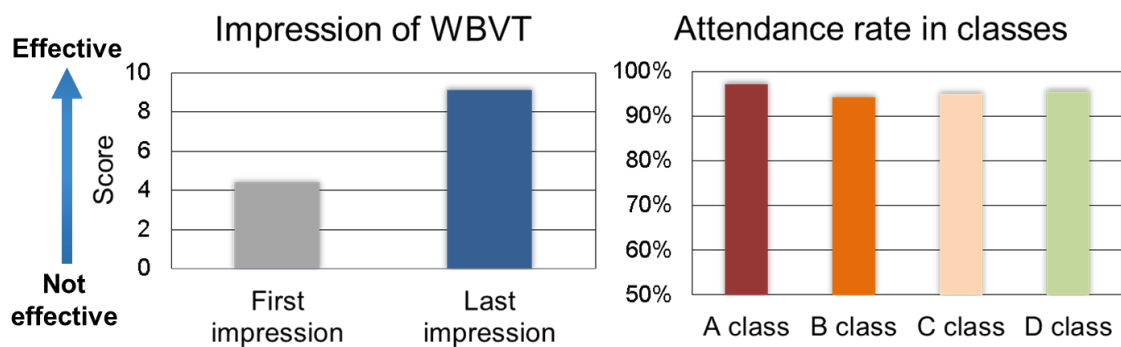 Effective
Not
effective
Impression of WBVT
Score
10
8
6
4
2
0
First
impression
Last
impression
Attendance rate in classes
100%
90%
80%
70%
60%
50%
A class
B class
C class
D class